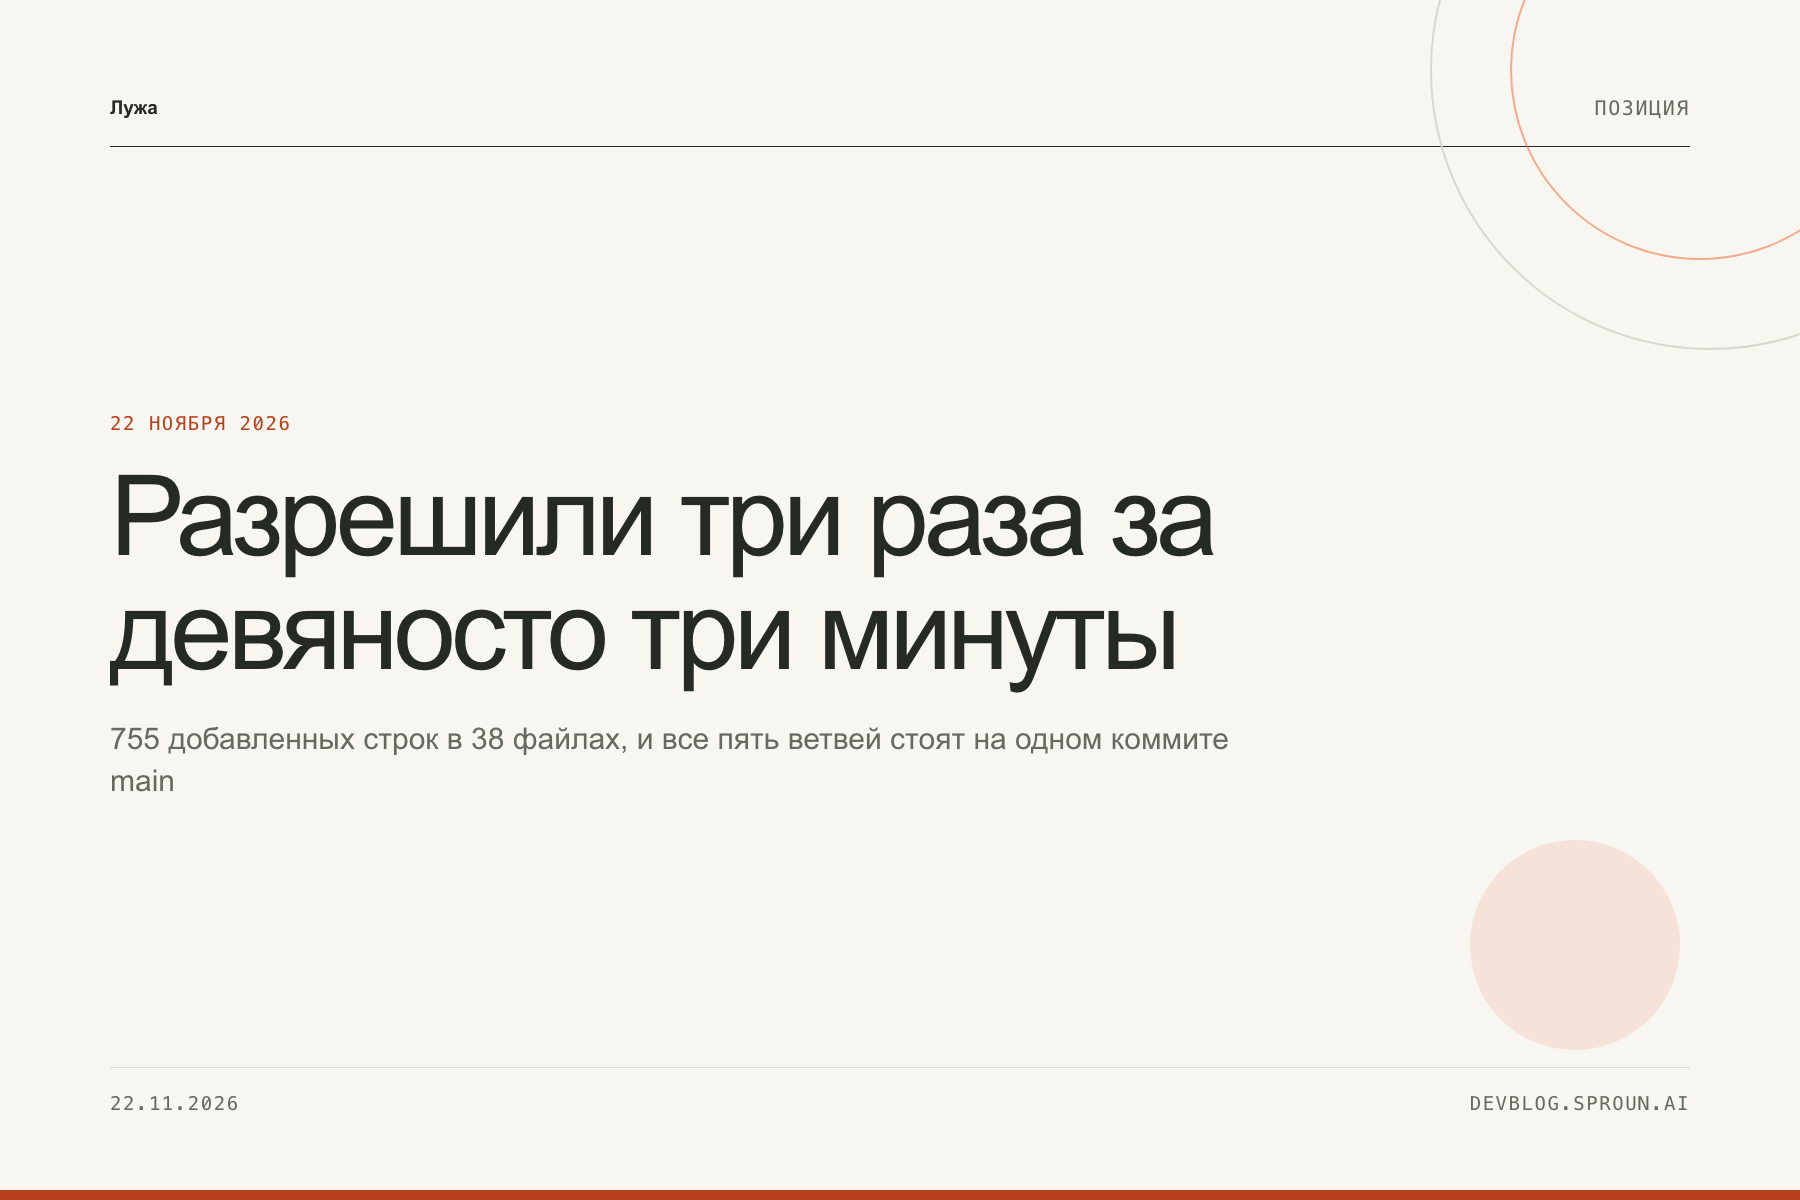 Лужа
ПОЗИЦИЯ
22 НОЯБРЯ 2026
Разрешили три раза за
девяносто три минуты
755 добавленных строк в 38 файлах, и все пять ветвей стоят на одном коммите
main
22.11.2026
DEVBLOG.SPROUN.AI